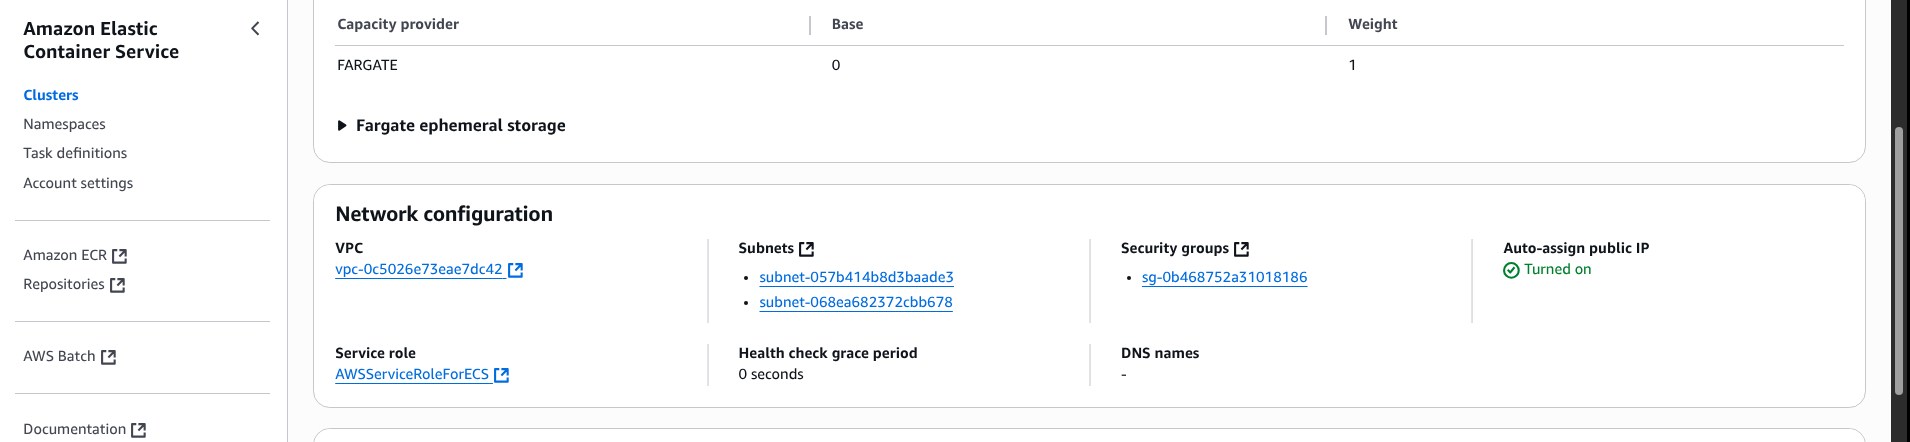 Amazon Elastic
Container Service
Clusters
Namespaces
Task definitions
Account settings
Amazon ECR
Repositories
AWS Batch
Documentation
Capacity provider
Base
Weight
FARGATE
0
1
Fargate ephemeral storage
Network configuration
VPC
vpc-0c5026e73eae7dc42
Subnets
subnet-057b414b8d3baade3
subnet-068ea682372cbb678
Security groups
sg-0b468752a31018186
Auto-assign public IP
Turned on
Service role
AWSServiceRoleForECS
Health check grace period
0 seconds
DNS names
-